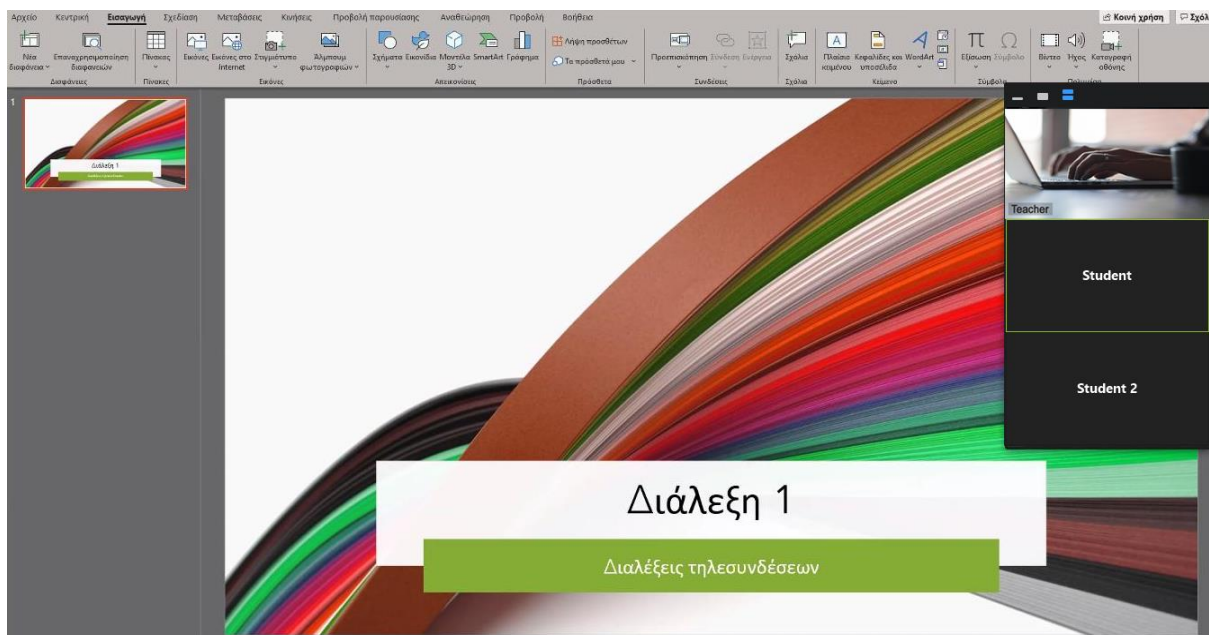 Αρχείο Κεντρική Εισαγωγή Σχεδίαση Μεταβάσεις Κινήσεις Προβολή παρουσίασης Αναθεώρηση Προβολή Βοήθεια Κοινή χρήση Σχόλ
Νέα διαφάνεια
Επαναχρησιμοποίηση διαφανειών
Πίνακας
Εικόνες
Εικόνες στο Internet
Στιγμιότυπο
Άλμπουμ φωτογραφιών
Σχήματα
Εικονίδια
Μοντέλα 3D
SmartArt
Γράφημα
Λήψη προσθέτων
Τα πρόσθετά μου
Προεπισκόπηση
Σύνδεση
Ενέργεια
Σχόλιο
Πλαίσιο κειμένου
Κεφαλίδες και υποσέλιδα
WordArt
Εξίσωση
Σύμβολο
Βίντεο
Ήχος
Καταγραφή οθόνης
Διαφάνειες Πίνακες Εικόνες Απεικονίσεις Πρόσθετα Συνδέσεις Σχόλια Κείμενο Σύμβολα
1
Διάλεξη 1
Teacher
Student
Student 2
Διάλεξη 1
Διαλέξεις τηλεσυνδέσεων